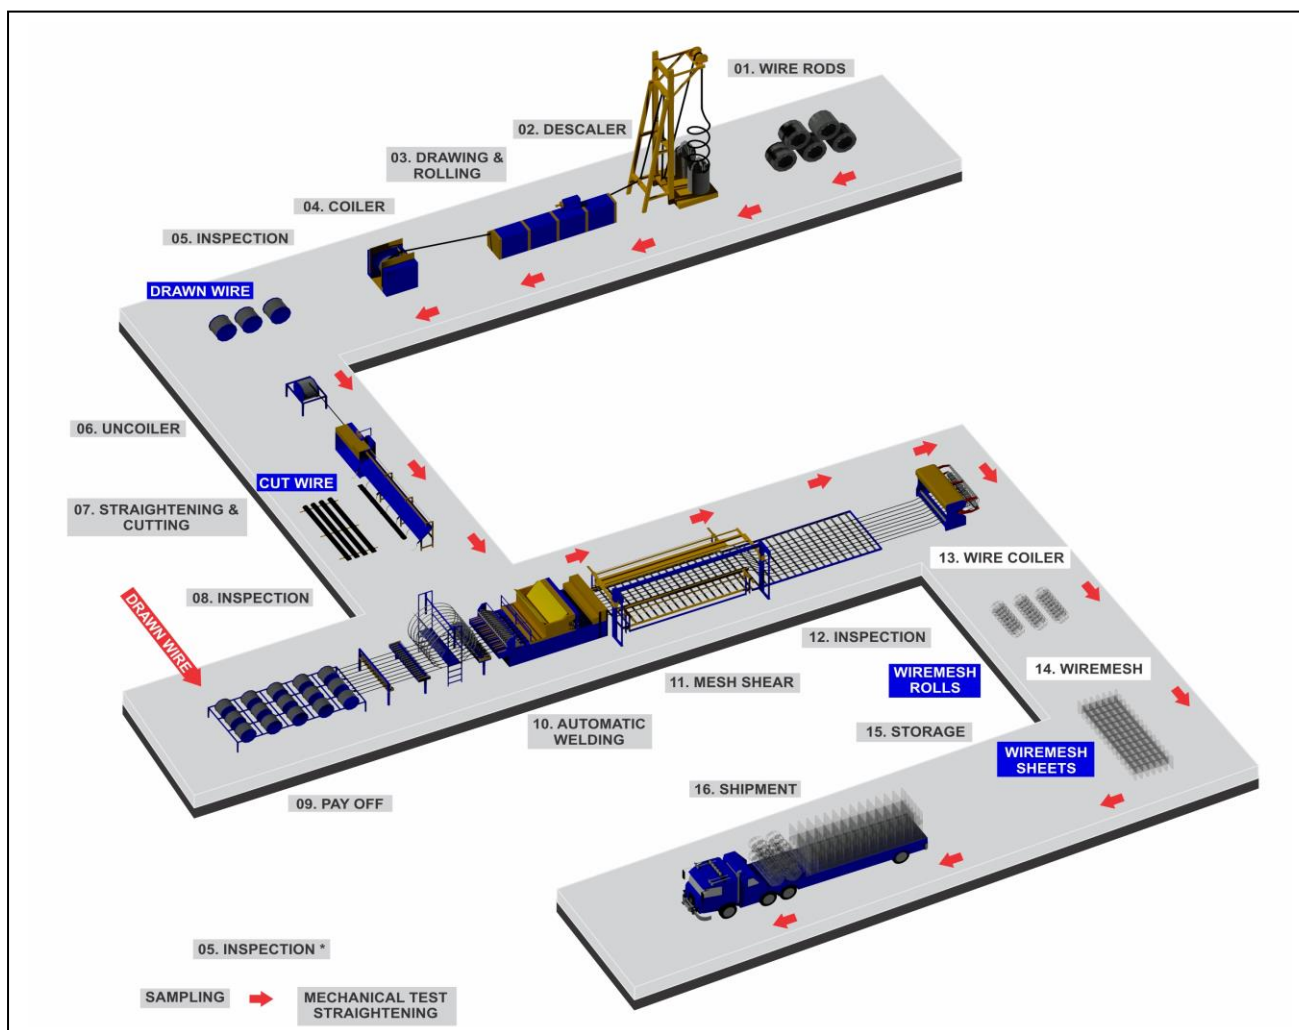 01. WIRE RODS
02. DESCALER
03. DRAWING &
ROLLING
04. COILER
05. INSPECTION
DRAWN WIRE
06. UNCOILER
CUT WIRE
07. STRAIGHTENING &
CUTTING
08. INSPECTION
DRAWN WIRE
09. PAY OFF
10. AUTOMATIC
WELDING
11. MESH SHEAR
12. INSPECTION
13. WIRE COILER
WIREMESH
ROLLS
14. WIREMESH
15. STORAGE
WIREMESH
SHEETS
16. SHIPMENT
05. INSPECTION *
SAMPLING
MECHANICAL TEST
STRAIGHTENING